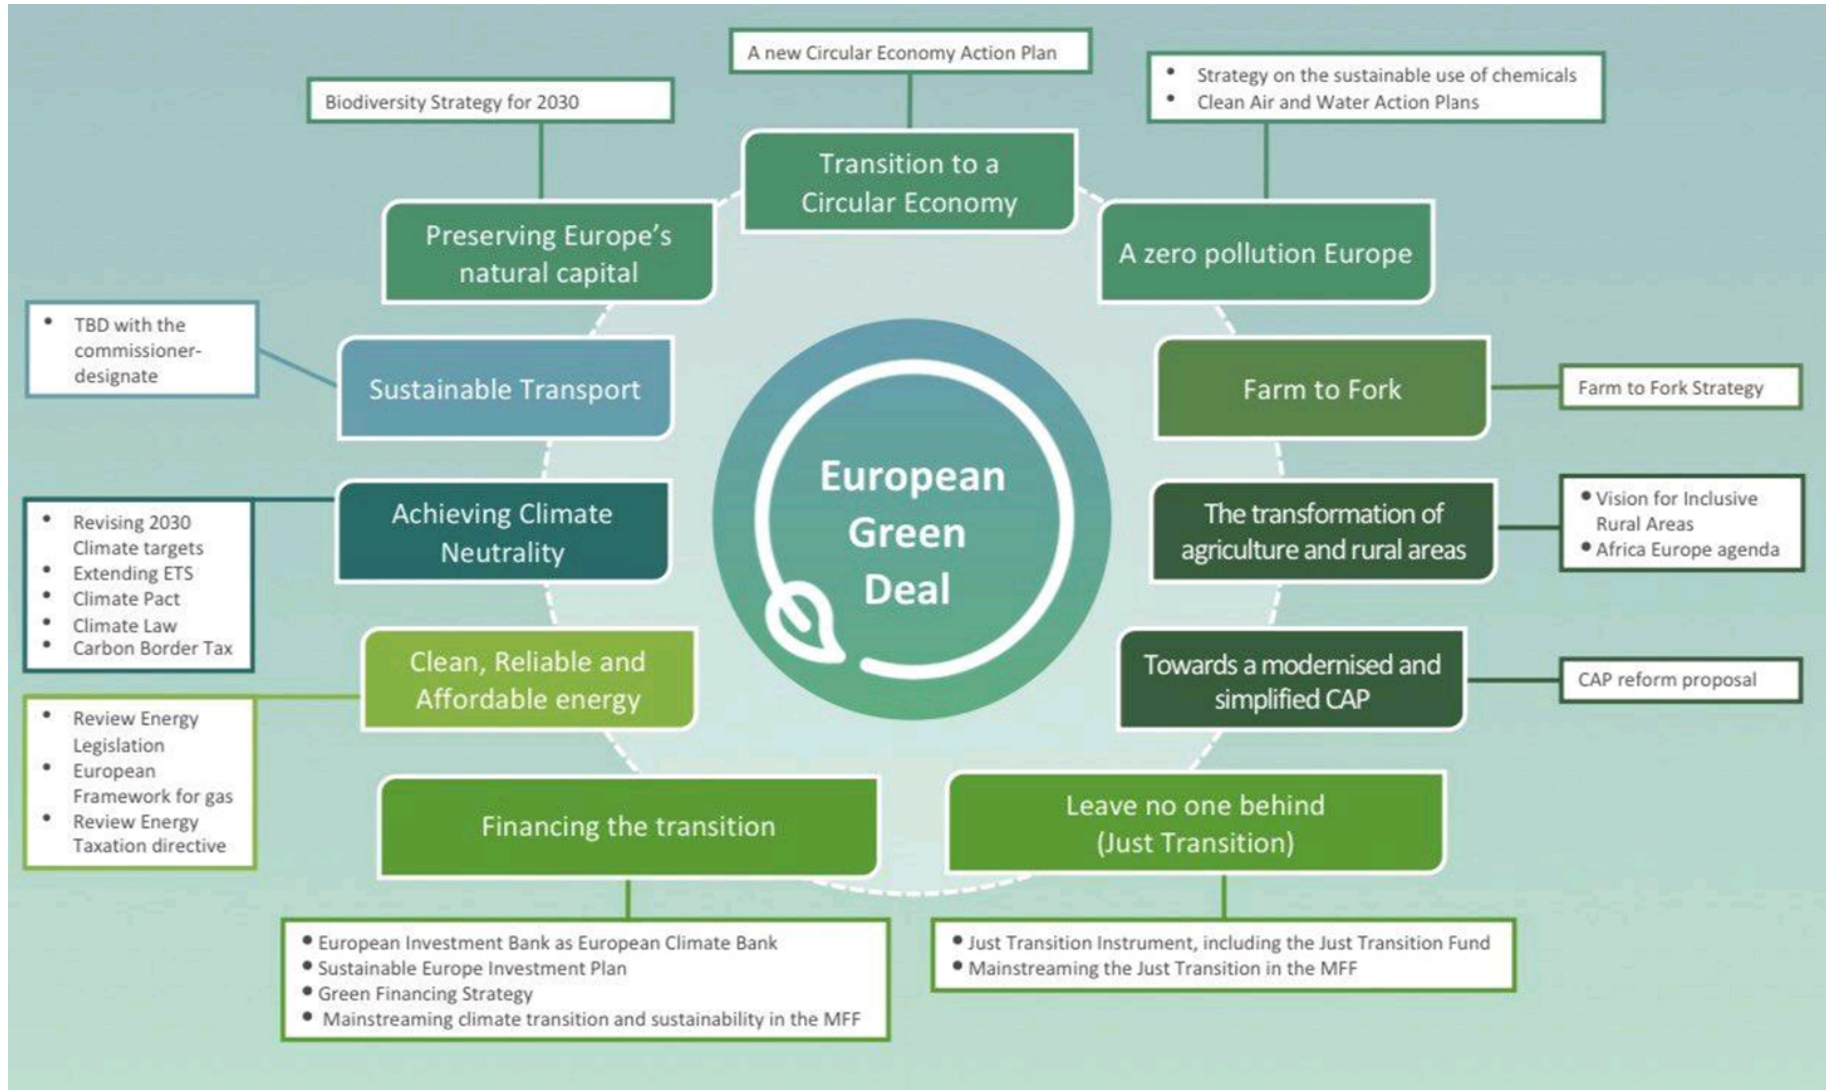 A new Circular Economy Action Plan
Biodiversity Strategy for 2030
• Strategy on the sustainable use of chemicals
• Clean Air and Water Action Plans
Transition to a
Circular Economy
Preserving Europe's
natural capital
A zero pollution Europe
• TBD with the
commissioner-
designate
Sustainable Transport
Farm to Fork
Farm to Fork Strategy
European
Green
Deal
Achieving Climate
Neutrality
• Revising 2030
Climate targets
• Extending ETS
• Climate Pact
• Climate Law
• Carbon Border Tax
The transformation of
agriculture and rural areas
• Vision for Inclusive
Rural Areas
• Africa Europe agenda
Clean, Reliable and
Affordable energy
• Review Energy
Legislation
• European
Framework for gas
• Review Energy
Taxation directive
Towards a modernised and
simplified CAP
CAP reform proposal
Financing the transition
• European Investment Bank as European Climate Bank
• Sustainable Europe Investment Plan
• Green Financing Strategy
• Mainstreaming climate transition and sustainability in the MFF
Leave no one behind
(Just Transition)
• Just Transition Instrument, including the Just Transition Fund
• Mainstreaming the Just Transition in the MFF